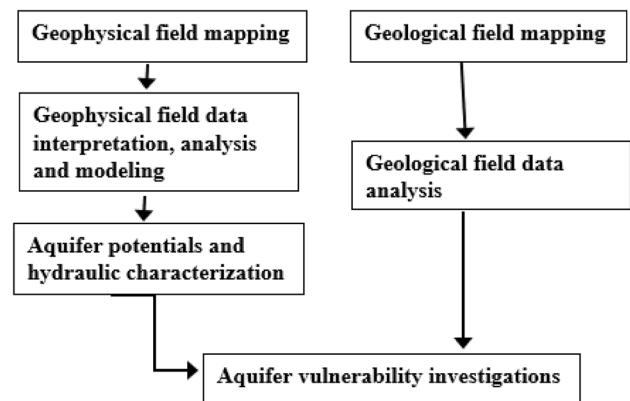 Geophysical field mapping
Geological field mapping
Geophysical field data
interpretation, analysis
and modeling
Geological field data
analysis
Aquifer potentials and
hydraulic characterization
Aquifer vulnerability investigations